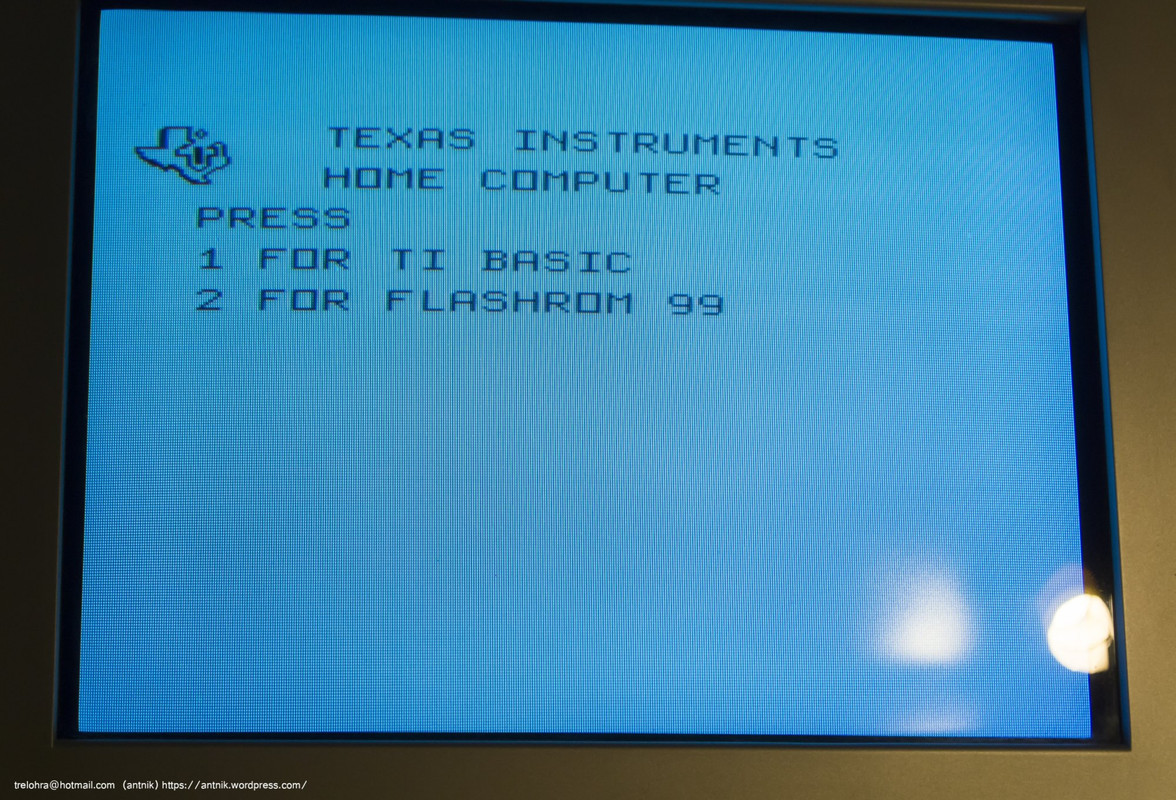 TEXAS INSTRUMENTS
HOME COMPUTER
PRESS
1 FOR TI BASIC
2 FOR FLASHROM 99
trelohra@hotmail.com (antnik) https://antnik.wordpress.com/